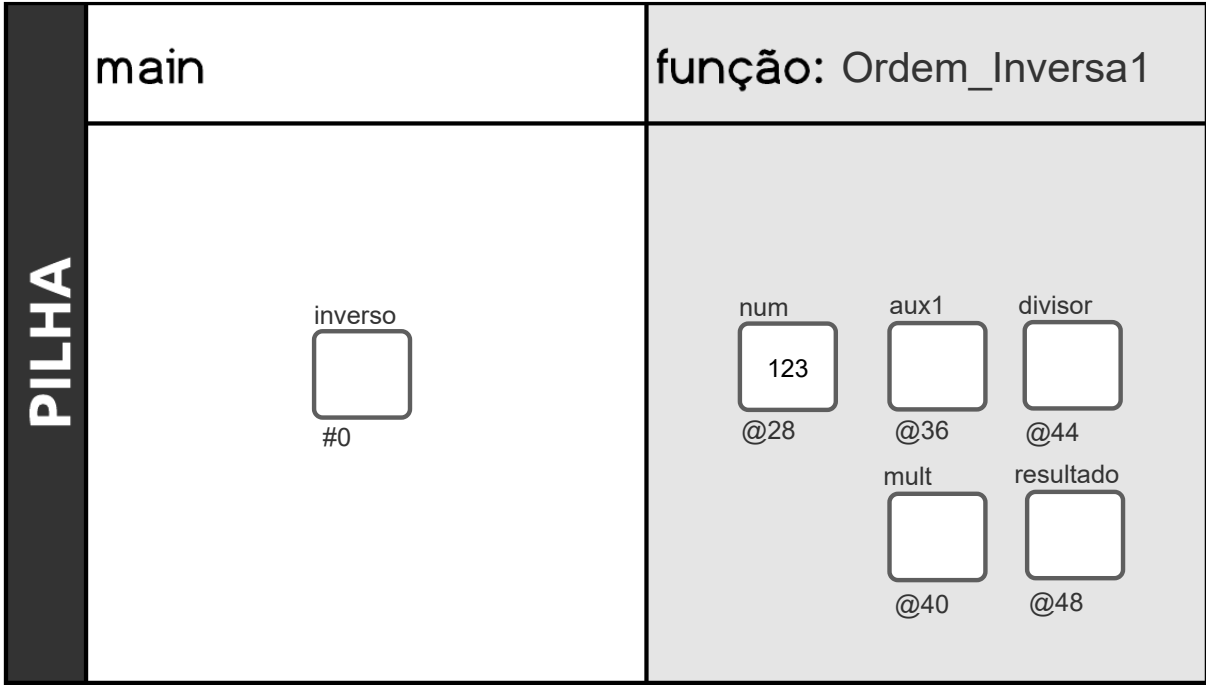 PILHA
main
função: Ordem_Inversa1
inverso
#0
num
aux1
divisor
123
@28
@36
@44
mult
resultado
@40
@48